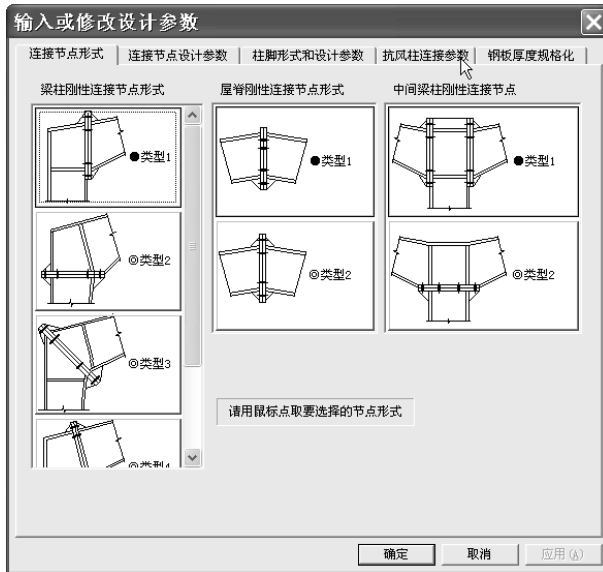 输入或修改设计参数
连接节点形式 连接节点设计参数 柱脚形式和设计参数 抗风柱连接参数 钢板厚度规格化
梁柱刚性连接节点形式
类型1
类型2
类型3
类型4
屋脊刚性连接节点形式
类型1
类型2
中间梁柱刚性连接节点
类型1
类型2
请用鼠标点取要选择的节点形式
确定 取消 应用(A)